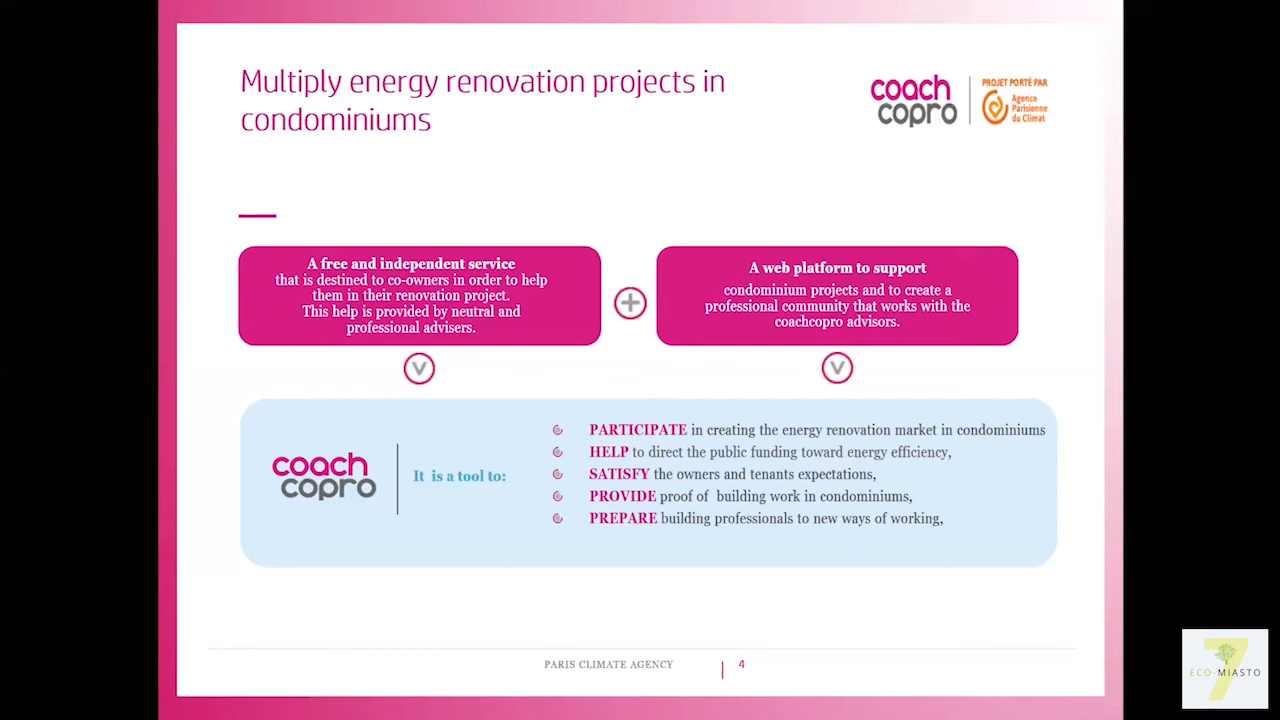 Multiply energy renovation projects in
condominiums
coach
copro
PROJET PORTÉ PAR
Agence
Parisienne
du Climat
A free and independent service
that is destined to co-owners in order to help
them in their renovation project.
This help is provided by neutral and
professional advisers.
+
A web platform to support
condominium projects and to create a
professional community that works with the
coachcopro advisors.
V
V
coach
copro
It is a tool to:
PARTICIPATE in creating the energy renovation market in condominiums
HELP to direct the public funding toward energy efficiency,
SATISFY the owners and tenants expectations,
PROVIDE proof of building work in condominiums,
PREPARE building professionals to new ways of working,
PARIS CLIMATE AGENCY
4
7
ECO-MIASTO